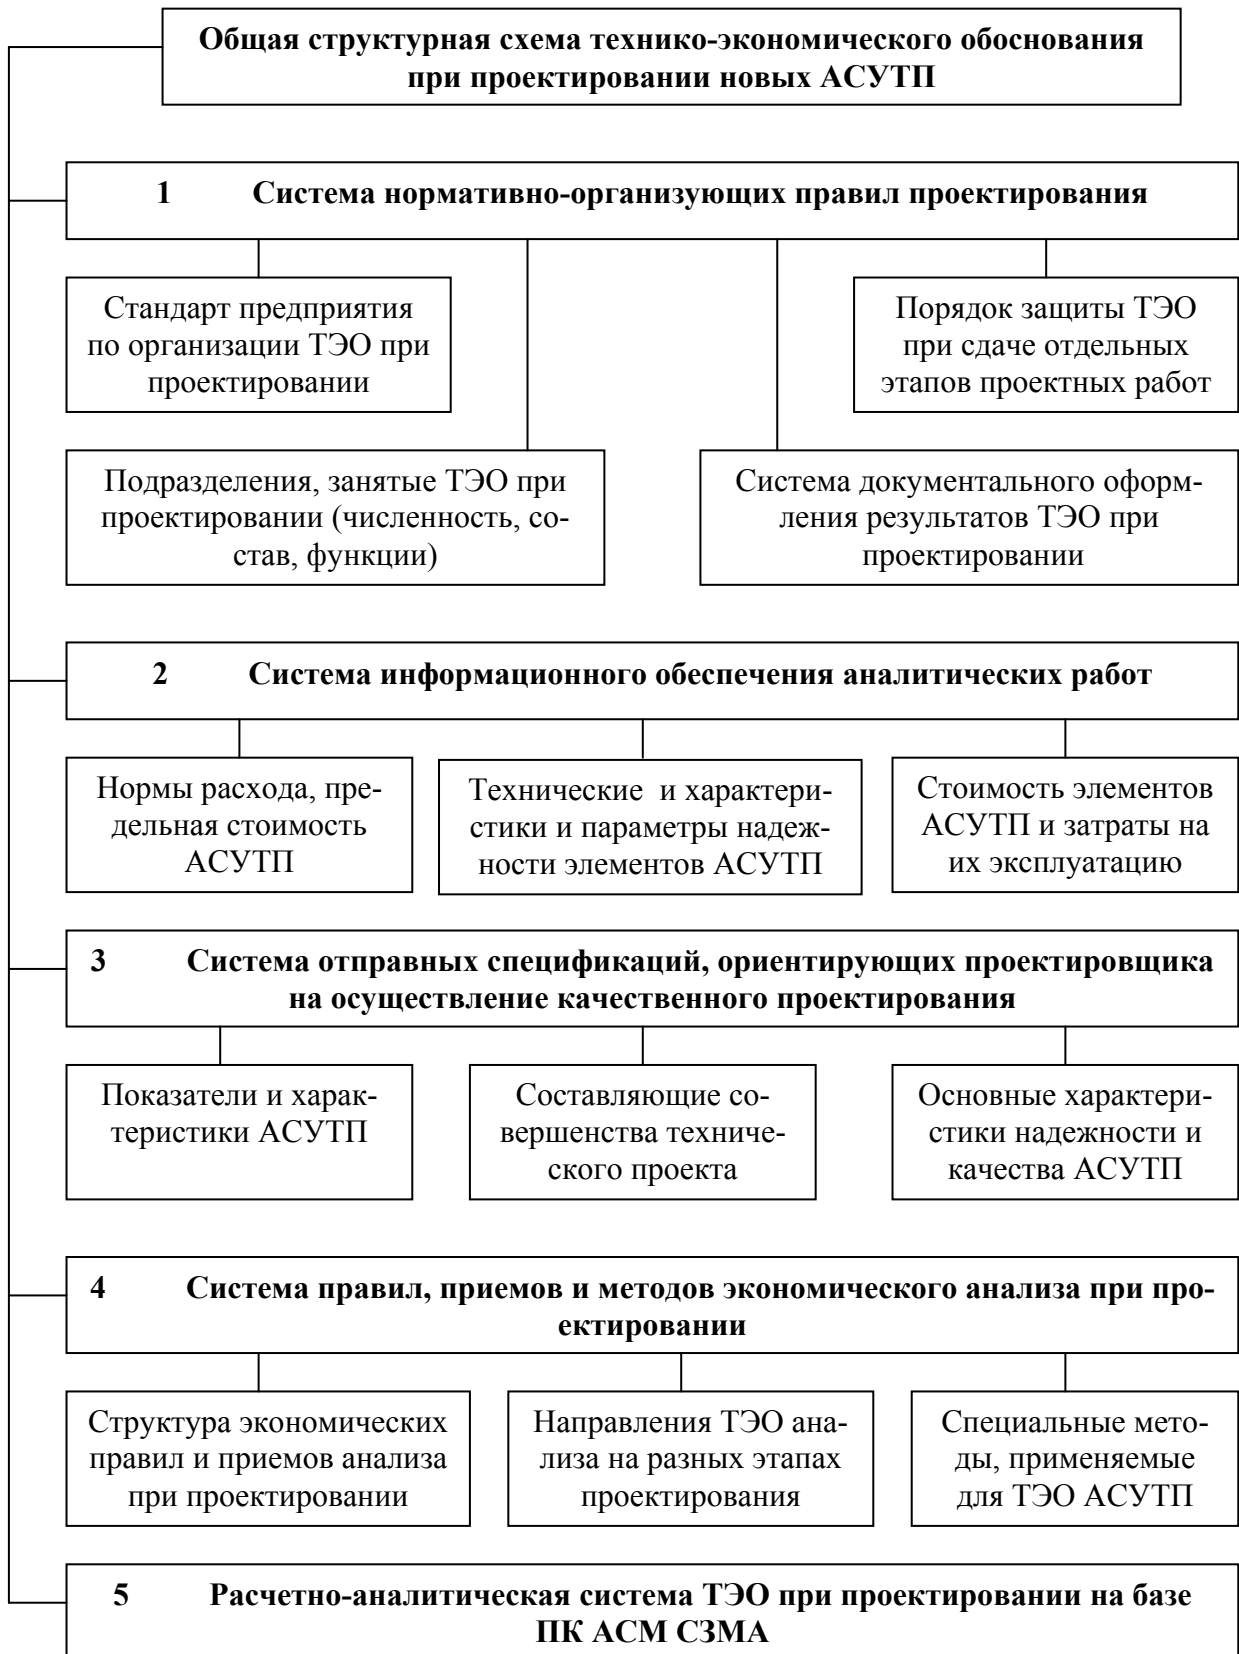 Общая структурная схема технико-экономического обоснования
при проектировании новых АСУТП
1 Система нормативно-организующих правил проектирования
Стандарт предприятия
по организации ТЭО при
проектировании
Порядок защиты ТЭО
при сдаче отдельных
этапов проектных работ
Подразделения, занятые ТЭО при
проектировании (численность, со-
став, функции)
Система документального оформ-
ления результатов ТЭО при
проектировании
2 Система информационного обеспечения аналитических работ
Нормы расхода, пре-
дельная стоимость
АСУТП
Технические и характери-
стики и параметры надеж-
ности элементов АСУТП
Стоимость элементов
АСУТП и затраты на
их эксплуатацию
3 Система отправных спецификаций, ориентирующих проектировщика
на осуществление качественного проектирования
Показатели и харак-
теристики АСУТП
Составляющие со-
вершенства техниче-
ского проекта
Основные характери-
стики надежности и
качества АСУТП
4 Система правил, приемов и методов экономического анализа при про-
ектировании
Структура экономических
правил и приемов анализа
при проектировании
Направления ТЭО ана-
лиза на разных этапах
проектирования
Специальные мето-
ды, применяемые
для ТЭО АСУТП
5 Расчетно-аналитическая система ТЭО при проектировании на базе
ПК АСМ СЗМА